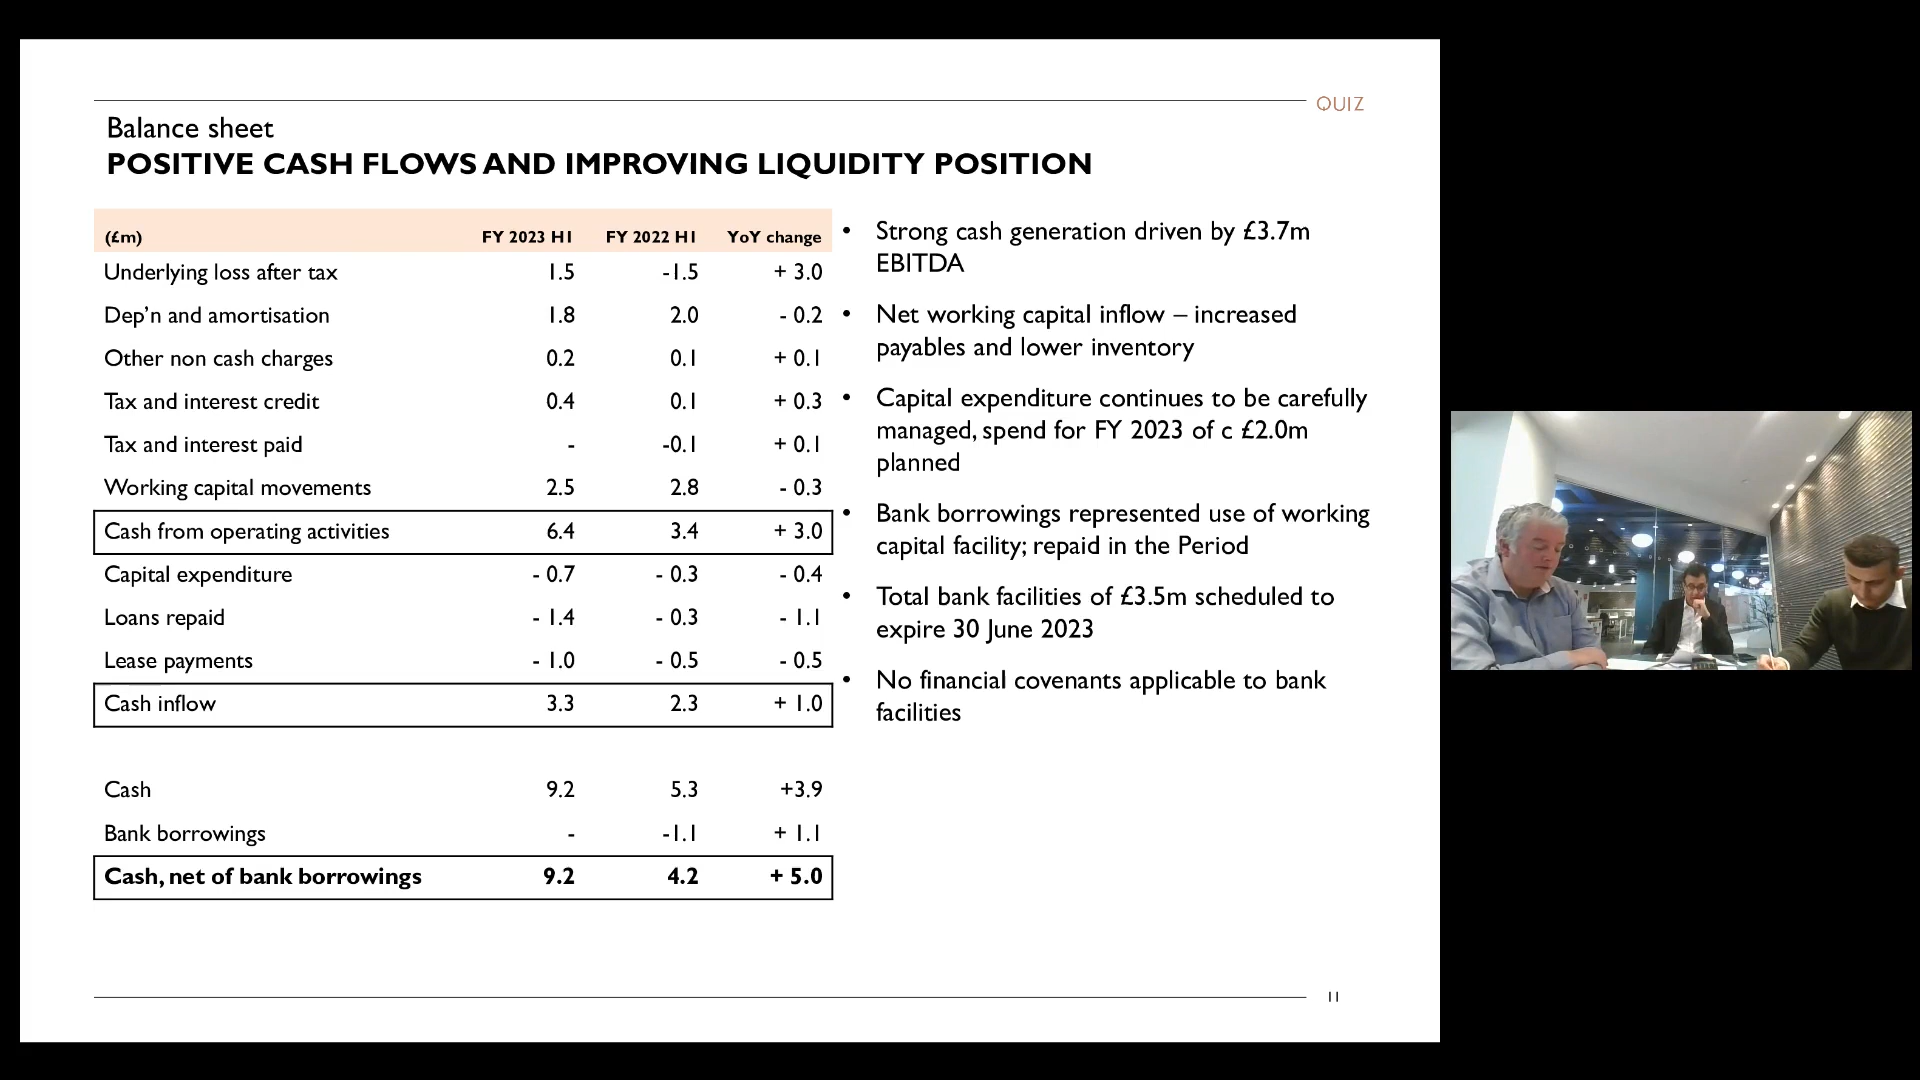 QUIZ
Balance sheet
POSITIVE CASH FLOWS AND IMPROVING LIQUIDITY POSITION
(£m) FY 2023 H1 FY 2022 H1 YoY change
Underlying loss after tax 1.5 -1.5 + 3.0
Dep’n and amortisation 1.8 2.0 - 0.2
Other non cash charges 0.2 0.1 + 0.1
Tax and interest credit 0.4 0.1 + 0.3
Tax and interest paid - -0.1 + 0.1
Working capital movements 2.5 2.8 - 0.3
Cash from operating activities 6.4 3.4 + 3.0
Capital expenditure - 0.7 - 0.3 - 0.4
Loans repaid - 1.4 - 0.3 - 1.1
Lease payments - 1.0 - 0.5 - 0.5
Cash inflow 3.3 2.3 + 1.0
Cash 9.2 5.3 +3.9
Bank borrowings - -1.1 + 1.1
Cash, net of bank borrowings 9.2 4.2 + 5.0
• Strong cash generation driven by £3.7m
EBITDA
• Net working capital inflow – increased
payables and lower inventory
• Capital expenditure continues to be carefully
managed, spend for FY 2023 of c £2.0m
planned
• Bank borrowings represented use of working
capital facility; repaid in the Period
• Total bank facilities of £3.5m scheduled to
expire 30 June 2023
• No financial covenants applicable to bank
facilities
11